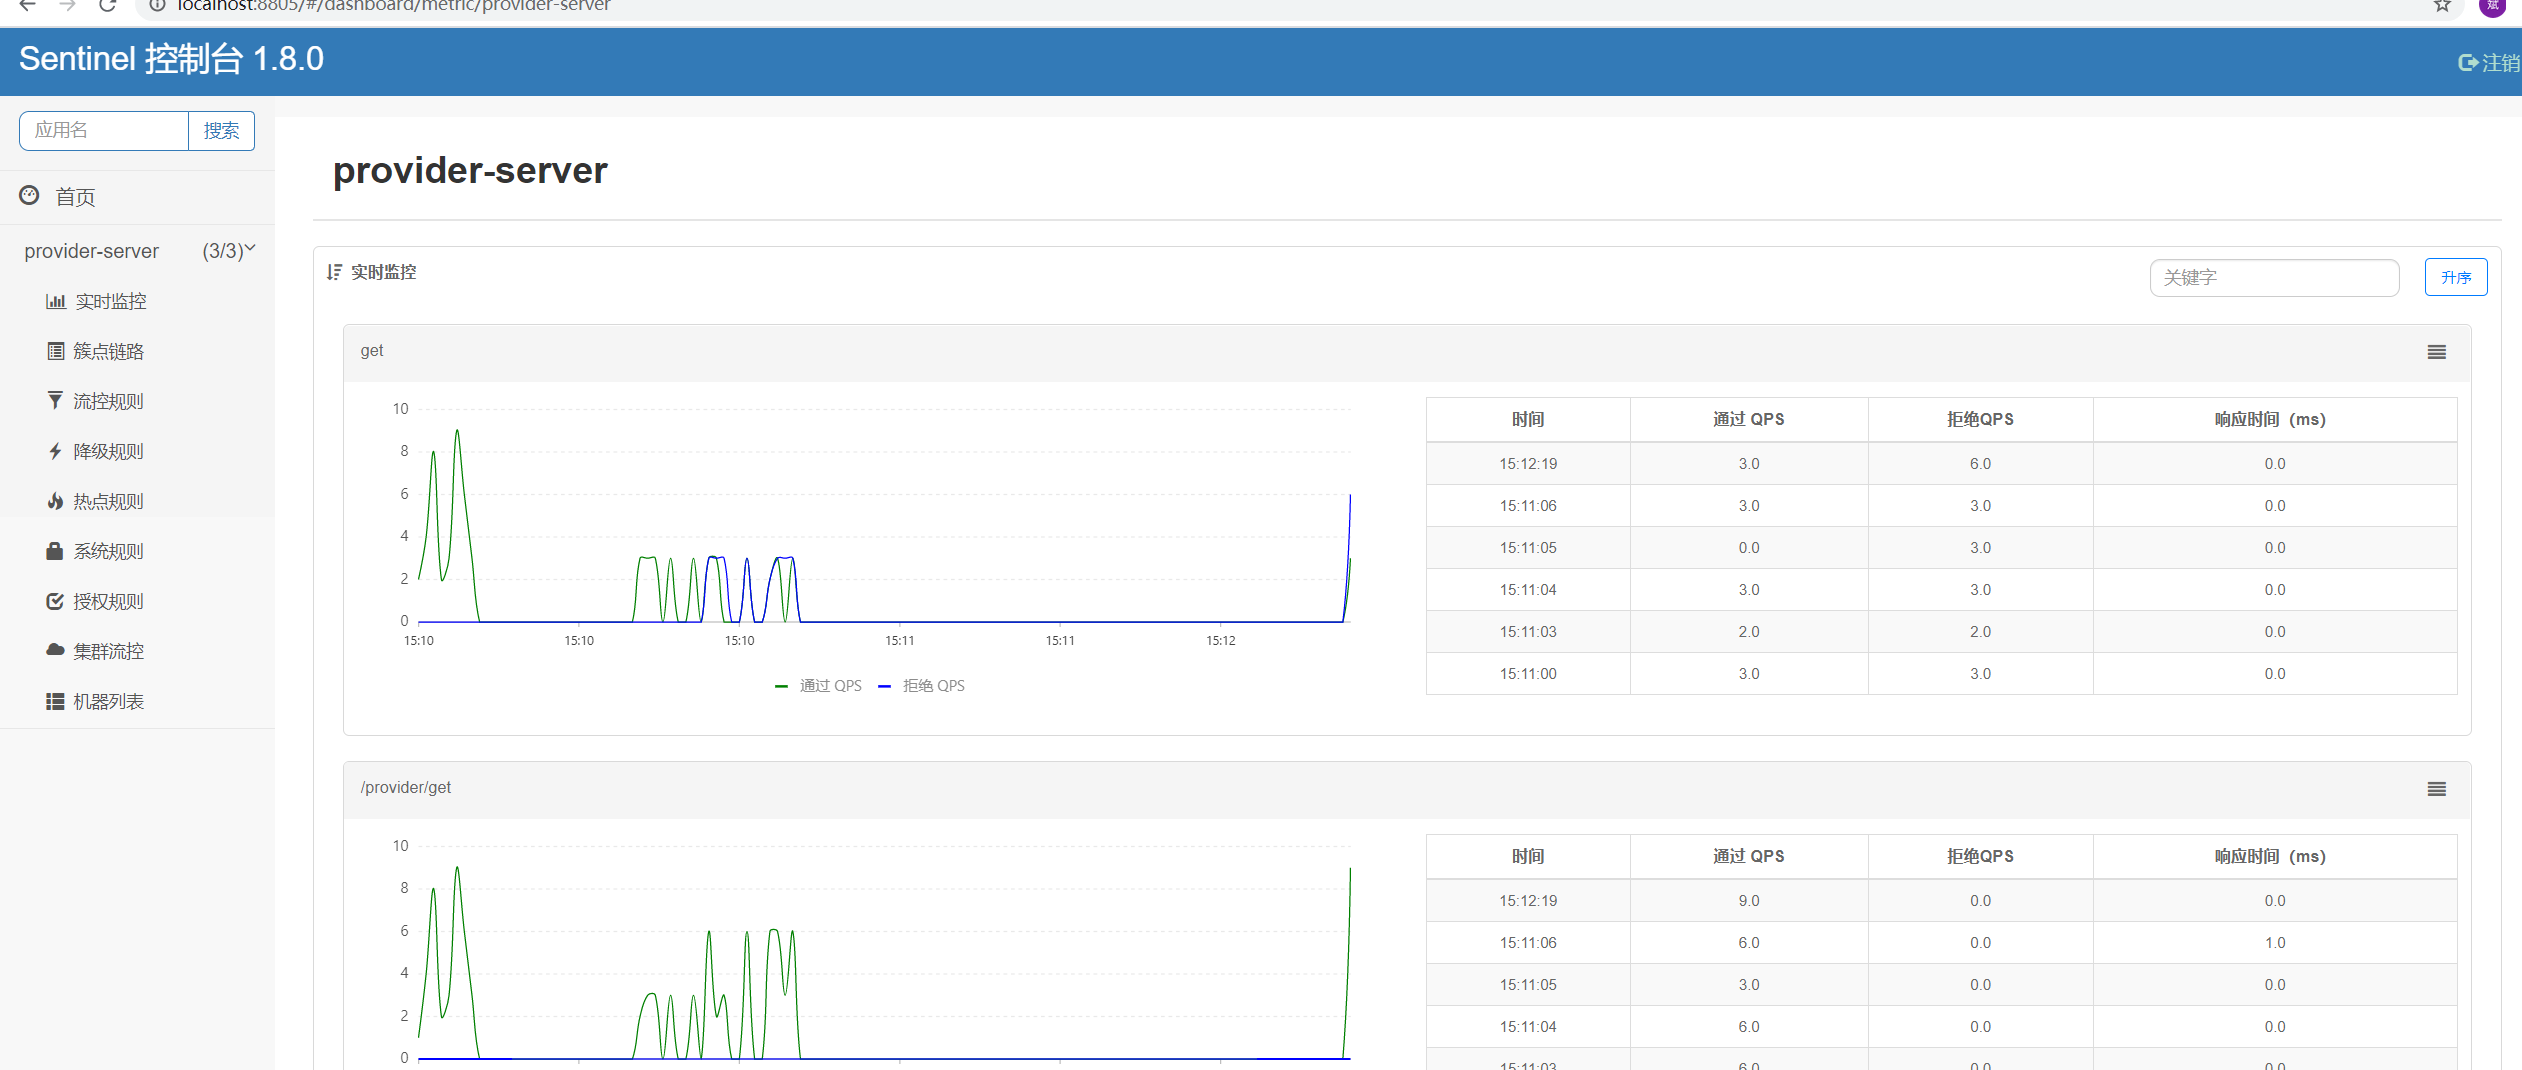 localhost:8805/#/dashboard/metric/provider-server
斌
Sentinel 控制台 1.8.0
注销
应用名 搜索
首页
provider-server (3/3)
实时监控
簇点链路
流控规则
降级规则
热点规则
系统规则
授权规则
集群流控
机器列表
provider-server
实时监控 关键字 升序
get
10
8
6
4
2
0
15:10 15:10 15:10 15:11 15:11 15:12
通过 QPS 拒绝 QPS
时间 通过 QPS 拒绝QPS 响应时间（ms）
15:12:19 3.0 6.0 0.0
15:11:06 3.0 3.0 0.0
15:11:05 0.0 3.0 0.0
15:11:04 3.0 3.0 0.0
15:11:03 2.0 2.0 0.0
15:11:00 3.0 3.0 0.0
/provider/get
10
8
6
4
2
0
时间 通过 QPS 拒绝QPS 响应时间（ms）
15:12:19 9.0 0.0 0.0
15:11:06 6.0 0.0 1.0
15:11:05 3.0 0.0 0.0
15:11:04 6.0 0.0 0.0
15:11:03 6.0 0.0 0.0